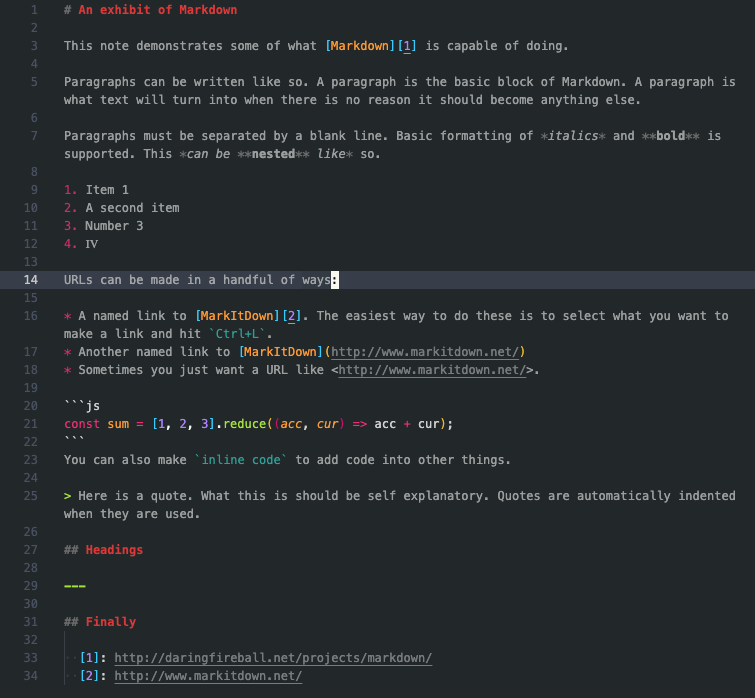 1 # An exhibit of Markdown
2
3 This note demonstrates some of what [Markdown][1] is capable of doing.
4
5 Paragraphs can be written like so. A paragraph is the basic block of Markdown. A paragraph is
what text will turn into when there is no reason it should become anything else.
6
7 Paragraphs must be separated by a blank line. Basic formatting of *italics* and **bold** is
supported. This *can be **nested** like* so.
8
9 1. Item 1
10 2. A second item
11 3. Number 3
12 4. Ⅳ
13
14 URLs can be made in a handful of ways:
15
16 * A named link to [MarkItDown][2]. The easiest way to do these is to select what you want to
make a link and hit `Ctrl+L`.
17 * Another named link to [MarkItDown](http://www.markitdown.net/)
18 * Sometimes you just want a URL like <http://www.markitdown.net/>.
19
20 ```js
21 const sum = [1, 2, 3].reduce((acc, cur) => acc + cur);
22 ```
23 You can also make `inline code` to add code into other things.
24
25 > Here is a quote. What this is should be self explanatory. Quotes are automatically indented
when they are used.
26
27 ## Headings
28
29 ---
30
31 ## Finally
32
33 [1]: http://daringfireball.net/projects/markdown/
34 [2]: http://www.markitdown.net/